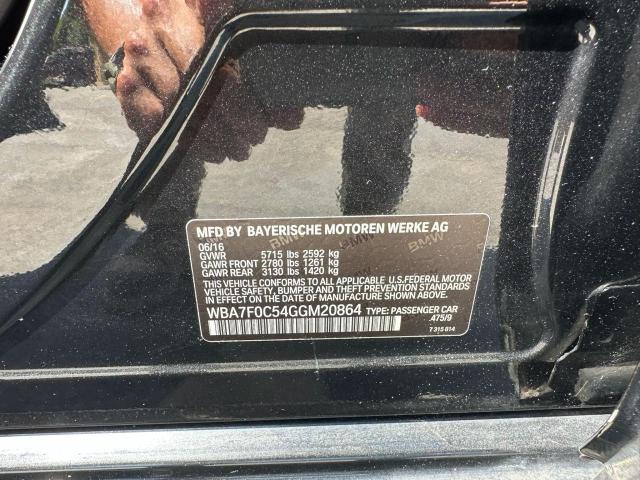 MFD BY BAYERISCHE MOTOREN WERKE AG
06/16
GVWR 5715 lbs 2592 kg
GAWR FRONT 2780 lbs 1261 kg
GAWR REAR 3130 lbs 1420 kg
THIS VEHICLE CONFORMS TO ALL APPLICABLE U.S.FEDERAL MOTOR
VEHICLE SAFETY, BUMPER AND THEFT PREVENTION STANDARDS
IN EFFECT ON THE DATE OF MANUFACTURE SHOWN ABOVE.
WBA7F0C54GGM20864 TYPE: PASSENGER CAR
.475/9
7 315 814